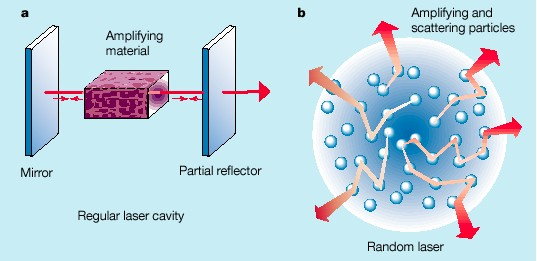 a
Amplifying
material
Mirror
Partial reflector
Regular laser cavity
b
Amplifying and
scattering particles
Random laser